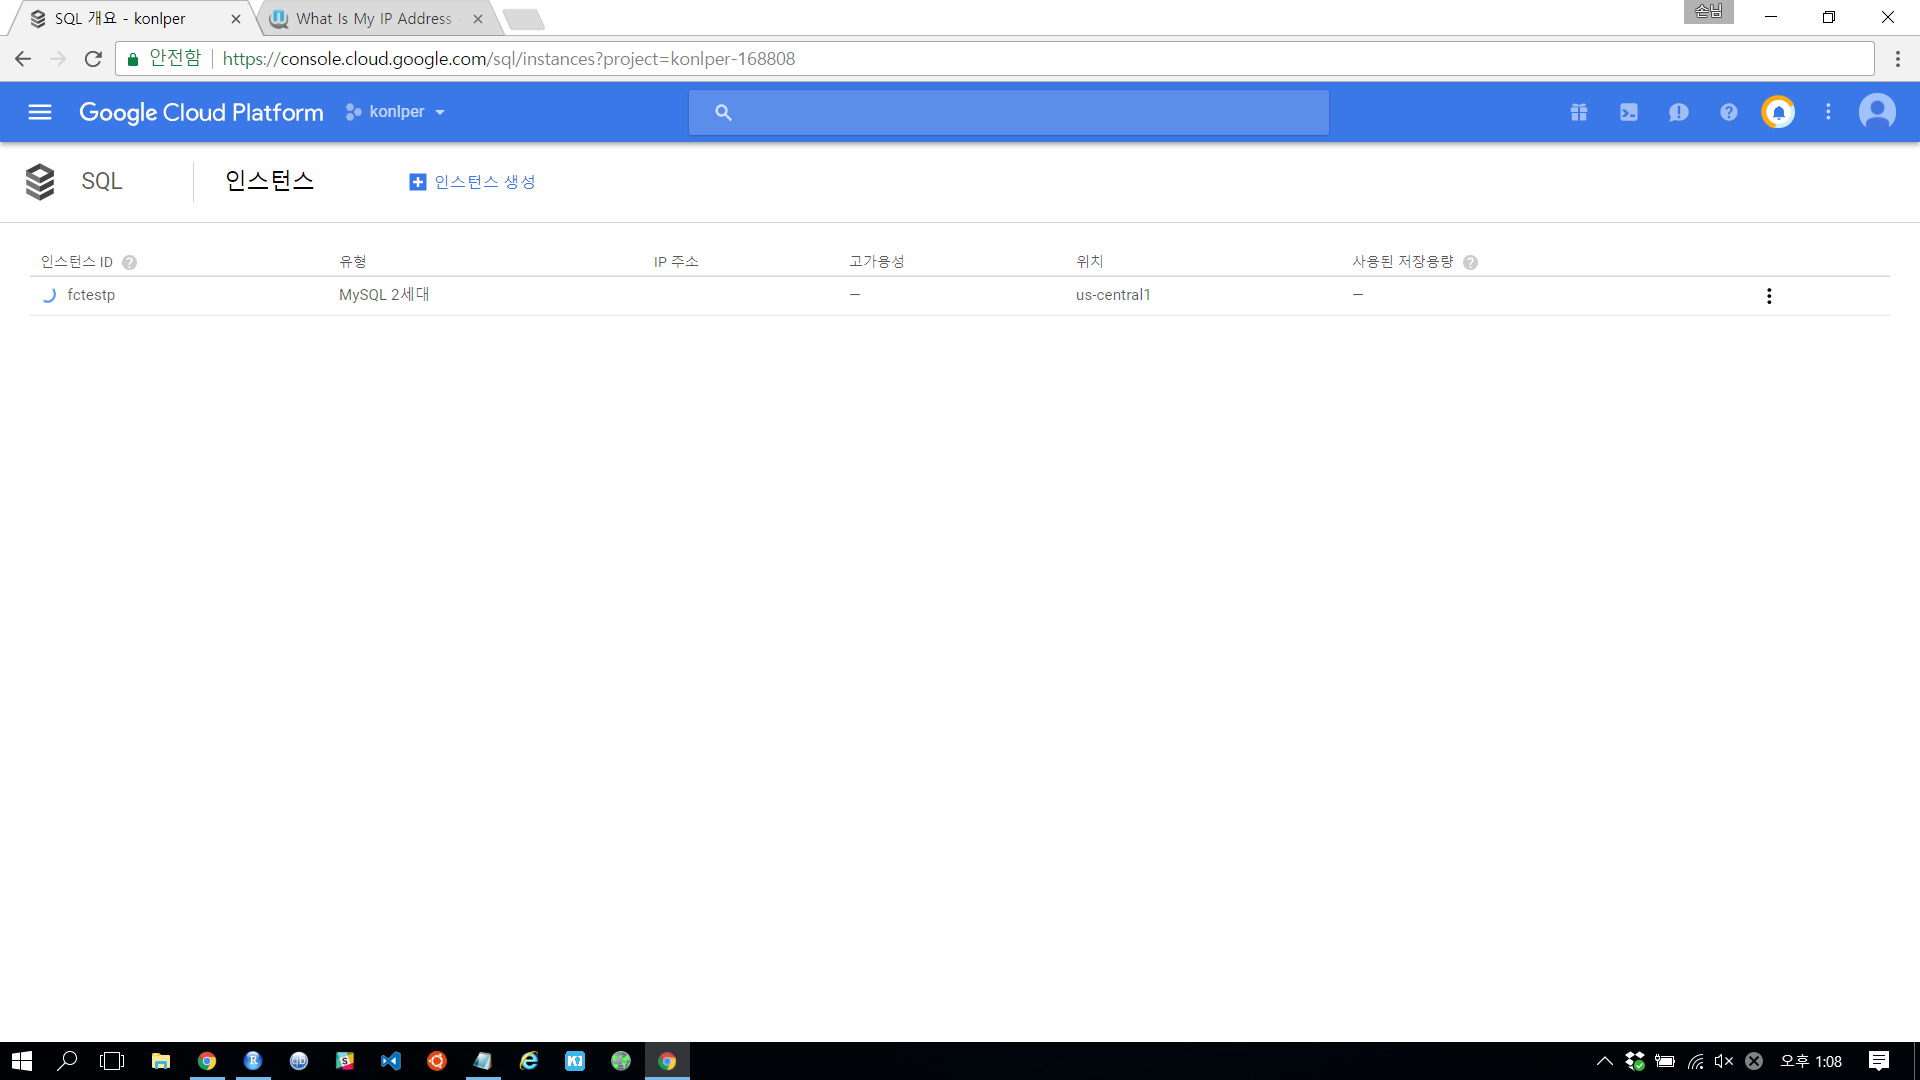 SQL 개요 - konlper
What Is My IP Address
손님
안전함 https://console.cloud.google.com/sql/instances?project=konlper-168808
Google Cloud Platform konlper
SQL 인스턴스 인스턴스 생성
인스턴스 ID 유형 IP 주소 고가용성 위치 사용된 저장용량
fctestp MySQL 2세대 — us-central1 —
오후 1:08